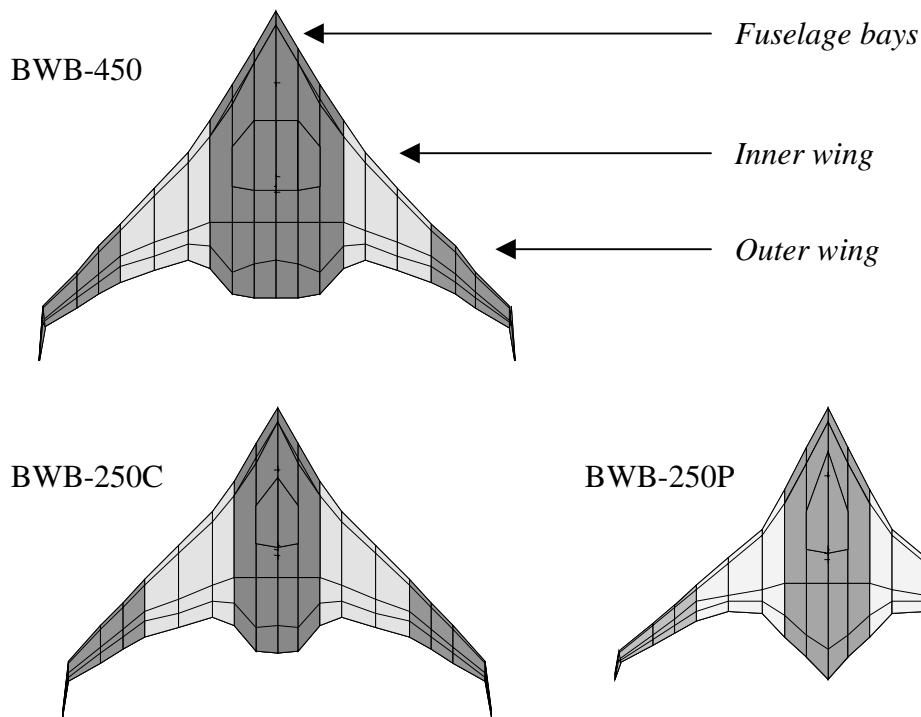 Fuselage bays
BWB-450
Inner wing
Outer wing
BWB-250C
BWB-250P